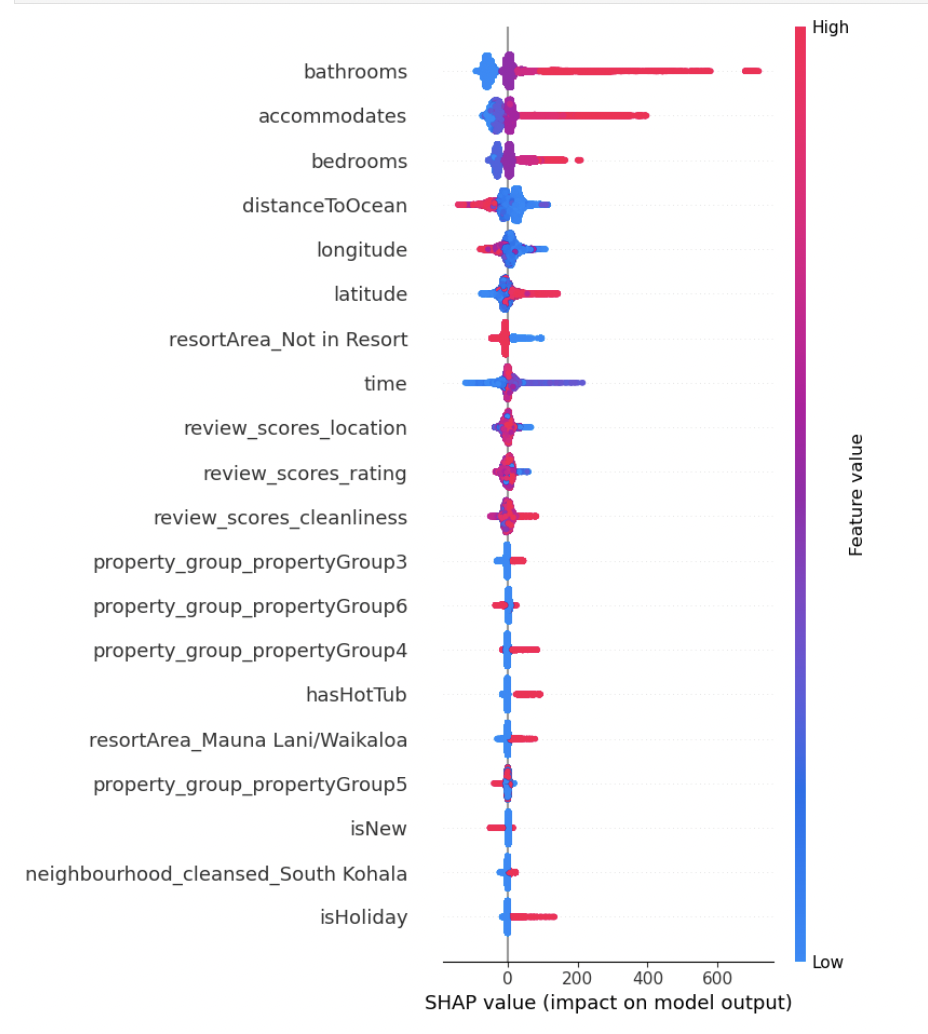 High
bathrooms
accommodates
bedrooms
distanceToOcean
longitude
latitude
resortArea_Not in Resort
time
review_scores_location
review_scores_rating
review_scores_cleanliness
property_group_propertyGroup3
property_group_propertyGroup6
property_group_propertyGroup4
hasHotTub
resortArea_Mauna Lani/Waikaloa
property_group_propertyGroup5
isNew
neighbourhood_cleansed_South Kohala
isHoliday
Feature value
Low
0 200 400 600
SHAP value (impact on model output)